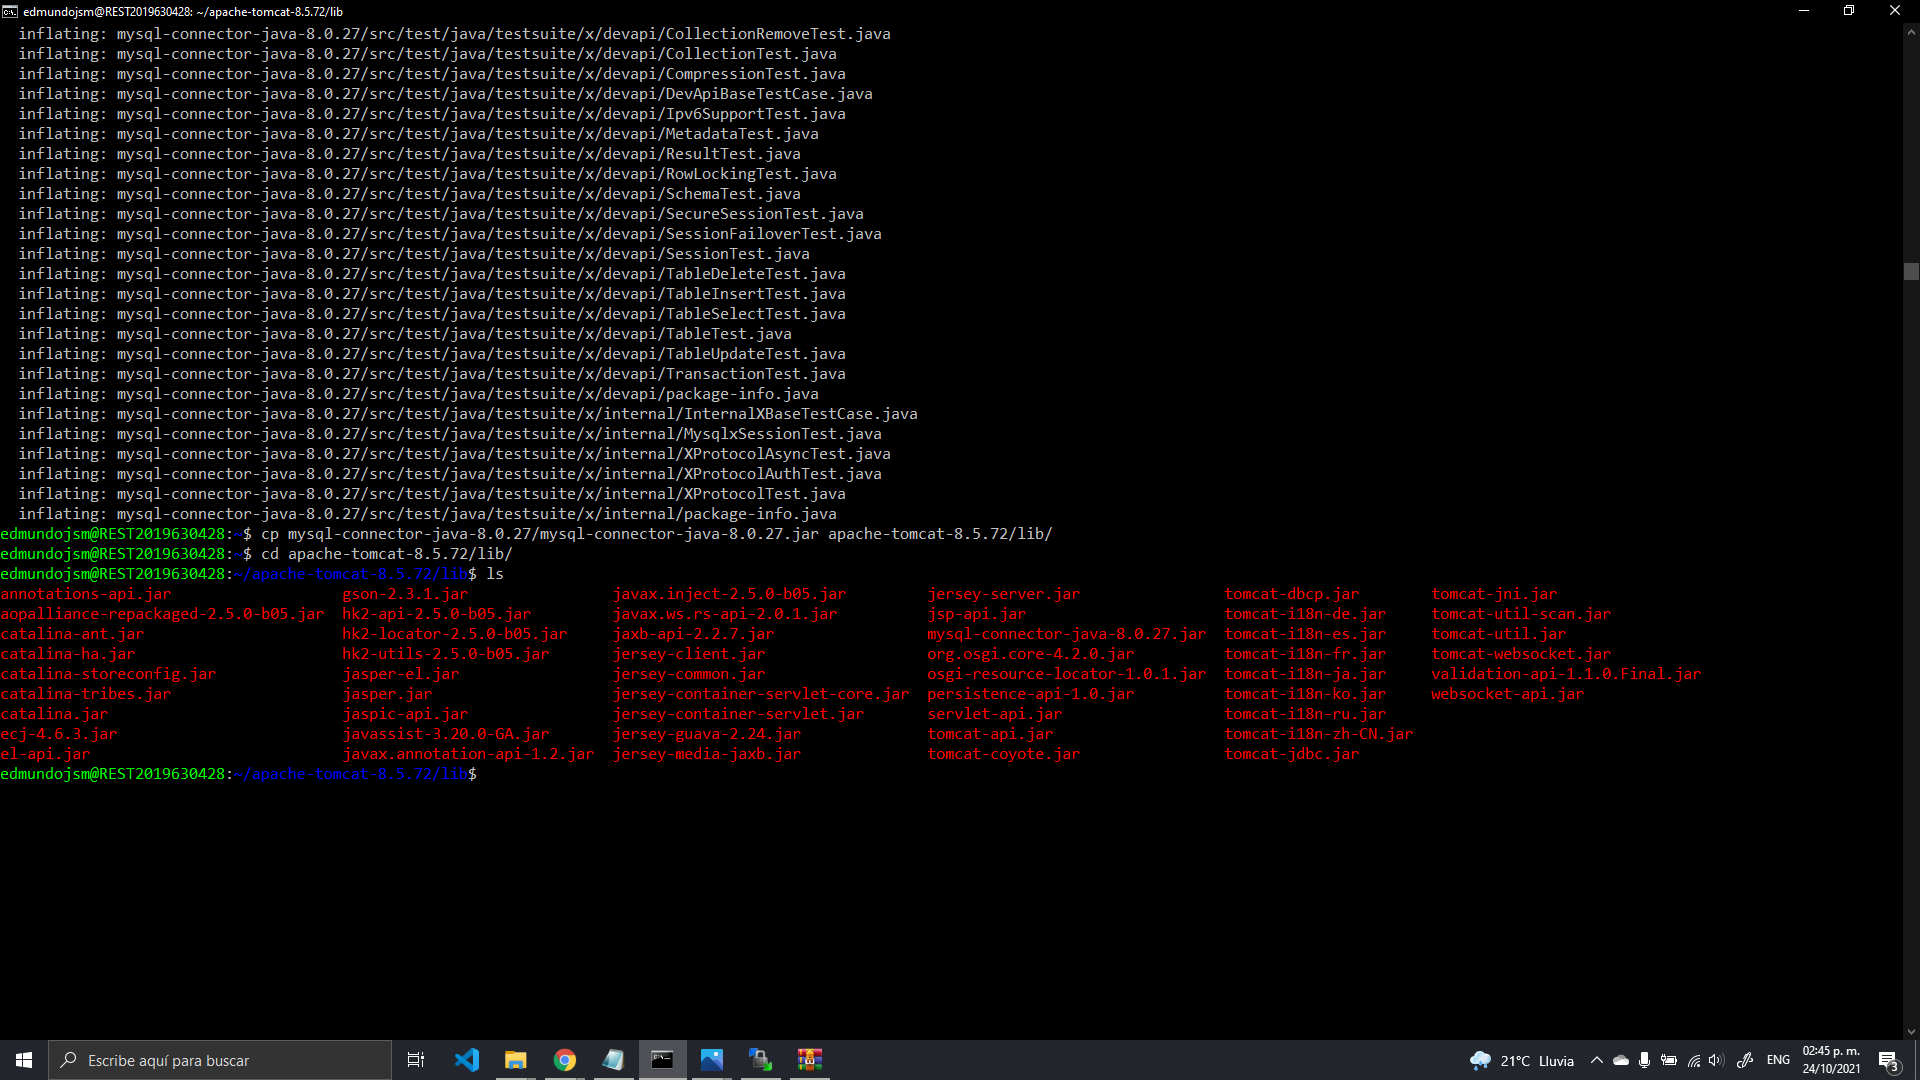 edmundojsm@REST2019630428: ~/apache-tomcat-8.5.72/lib
inflating: mysql-connector-java-8.0.27/src/test/java/testsuite/x/devapi/CollectionRemoveTest.java
inflating: mysql-connector-java-8.0.27/src/test/java/testsuite/x/devapi/CollectionTest.java
inflating: mysql-connector-java-8.0.27/src/test/java/testsuite/x/devapi/CompressionTest.java
inflating: mysql-connector-java-8.0.27/src/test/java/testsuite/x/devapi/DevApiBaseTestCase.java
inflating: mysql-connector-java-8.0.27/src/test/java/testsuite/x/devapi/Ipv6SupportTest.java
inflating: mysql-connector-java-8.0.27/src/test/java/testsuite/x/devapi/MetadataTest.java
inflating: mysql-connector-java-8.0.27/src/test/java/testsuite/x/devapi/ResultTest.java
inflating: mysql-connector-java-8.0.27/src/test/java/testsuite/x/devapi/RowLockingTest.java
inflating: mysql-connector-java-8.0.27/src/test/java/testsuite/x/devapi/SchemaTest.java
inflating: mysql-connector-java-8.0.27/src/test/java/testsuite/x/devapi/SecureSessionTest.java
inflating: mysql-connector-java-8.0.27/src/test/java/testsuite/x/devapi/SessionFailoverTest.java
inflating: mysql-connector-java-8.0.27/src/test/java/testsuite/x/devapi/SessionTest.java
inflating: mysql-connector-java-8.0.27/src/test/java/testsuite/x/devapi/TableDeleteTest.java
inflating: mysql-connector-java-8.0.27/src/test/java/testsuite/x/devapi/TableInsertTest.java
inflating: mysql-connector-java-8.0.27/src/test/java/testsuite/x/devapi/TableSelectTest.java
inflating: mysql-connector-java-8.0.27/src/test/java/testsuite/x/devapi/TableTest.java
inflating: mysql-connector-java-8.0.27/src/test/java/testsuite/x/devapi/TableUpdateTest.java
inflating: mysql-connector-java-8.0.27/src/test/java/testsuite/x/devapi/TransactionTest.java
inflating: mysql-connector-java-8.0.27/src/test/java/testsuite/x/devapi/package-info.java
inflating: mysql-connector-java-8.0.27/src/test/java/testsuite/x/internal/InternalXBaseTestCase.java
inflating: mysql-connector-java-8.0.27/src/test/java/testsuite/x/internal/MysqlxSessionTest.java
inflating: mysql-connector-java-8.0.27/src/test/java/testsuite/x/internal/XProtocolAsyncTest.java
inflating: mysql-connector-java-8.0.27/src/test/java/testsuite/x/internal/XProtocolAuthTest.java
inflating: mysql-connector-java-8.0.27/src/test/java/testsuite/x/internal/XProtocolTest.java
inflating: mysql-connector-java-8.0.27/src/test/java/testsuite/x/internal/package-info.java
edmundojsm@REST2019630428:~$ cp mysql-connector-java-8.0.27/mysql-connector-java-8.0.27.jar apache-tomcat-8.5.72/lib/
edmundojsm@REST2019630428:~$ cd apache-tomcat-8.5.72/lib/
edmundojsm@REST2019630428:~/apache-tomcat-8.5.72/lib$ ls
annotations-api.jar gson-2.3.1.jar javax.inject-2.5.0-b05.jar jersey-server.jar tomcat-dbcp.jar tomcat-jni.jar
aopalliance-repackaged-2.5.0-b05.jar hk2-api-2.5.0-b05.jar javax.ws.rs-api-2.0.1.jar jsp-api.jar tomcat-i18n-de.jar tomcat-util-scan.jar
catalina-ant.jar hk2-locator-2.5.0-b05.jar jaxb-api-2.2.7.jar mysql-connector-java-8.0.27.jar tomcat-i18n-es.jar tomcat-util.jar
catalina-ha.jar hk2-utils-2.5.0-b05.jar jersey-client.jar org.osgi.core-4.2.0.jar tomcat-i18n-fr.jar tomcat-websocket.jar
catalina-storeconfig.jar jasper-el.jar jersey-common.jar osgi-resource-locator-1.0.1.jar tomcat-i18n-ja.jar validation-api-1.1.0.Final.jar
catalina-tribes.jar jasper.jar jersey-container-servlet-core.jar persistence-api-1.0.jar tomcat-i18n-ko.jar websocket-api.jar
catalina.jar jaspic-api.jar jersey-container-servlet.jar servlet-api.jar tomcat-i18n-ru.jar
ecj-4.6.3.jar javassist-3.20.0-GA.jar jersey-guava-2.24.jar tomcat-api.jar tomcat-i18n-zh-CN.jar
el-api.jar javax.annotation-api-1.2.jar jersey-media-jaxb.jar tomcat-coyote.jar tomcat-jdbc.jar
edmundojsm@REST2019630428:~/apache-tomcat-8.5.72/lib$
Escribe aquí para buscar
21°C Lluvia
ENG
02:45 p. m.
24/10/2021
3